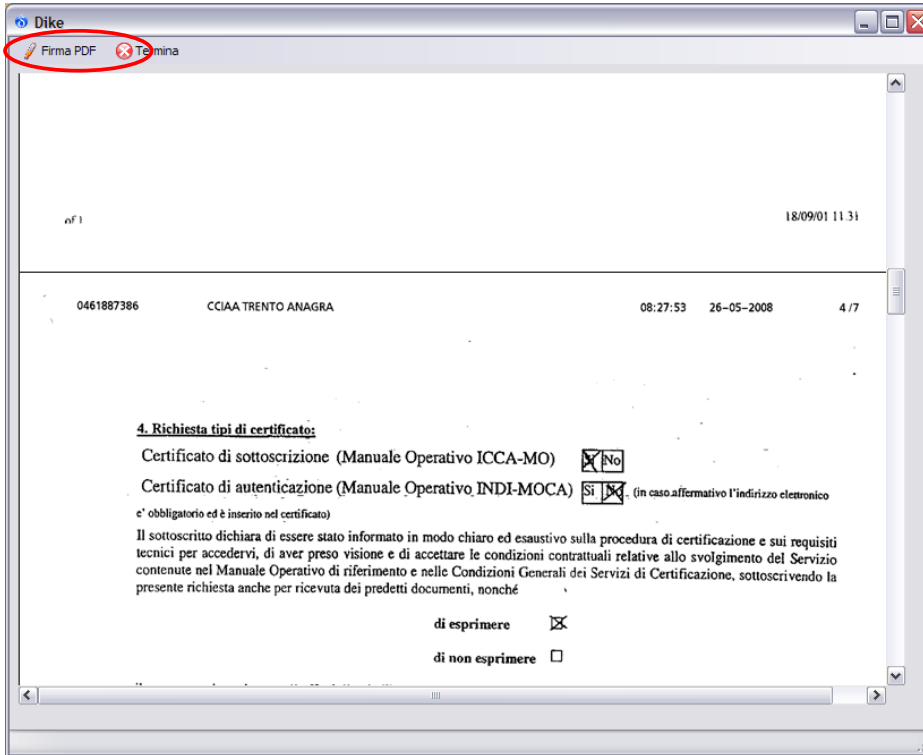 Dike
Firma PDF Termina
of 1
18/09/01 11.31
0461887386 CCIAA TRENTO ANAGRA 08:27:53 26-05-2008 4 /7
4. Richiesta tipi di certificato:
Certificato di sottoscrizione (Manuale Operativo ICCA-MO) No
Certificato di autenticazione (Manuale Operativo INDI-MOCA) Si No (in caso affermativo l'indirizzo elettronico
e' obbligatorio ed è inserito nel certificato)
Il sottoscritto dichiara di essere stato informato in modo chiaro ed esaustivo sulla procedura di certificazione e sui requisiti
tecnici per accedervi, di aver preso visione e di accettare le condizioni contrattuali relative allo svolgimento del Servizio
contenute nel Manuale Operativo di riferimento e nelle Condizioni Generali dei Servizi di Certificazione, sottoscrivendo la
presente richiesta anche per ricevuta dei predetti documenti, nonché
di esprimere
di non esprimere